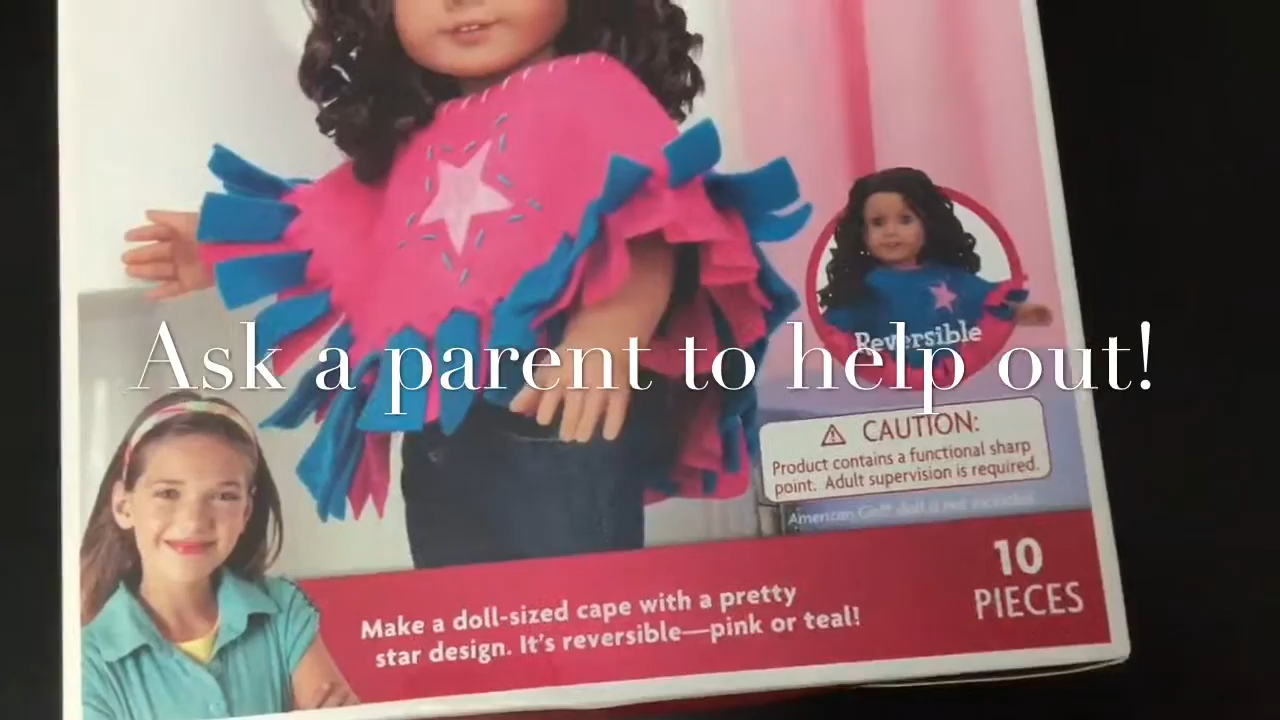 Reversible
Ask a parent to help out!
CAUTION:
Product contains a functional sharp
point. Adult supervision is required.
American Girl™ doll is not included.
10
PIECES
Make a doll-sized cape with a pretty
star design. It's reversible—pink or teal!